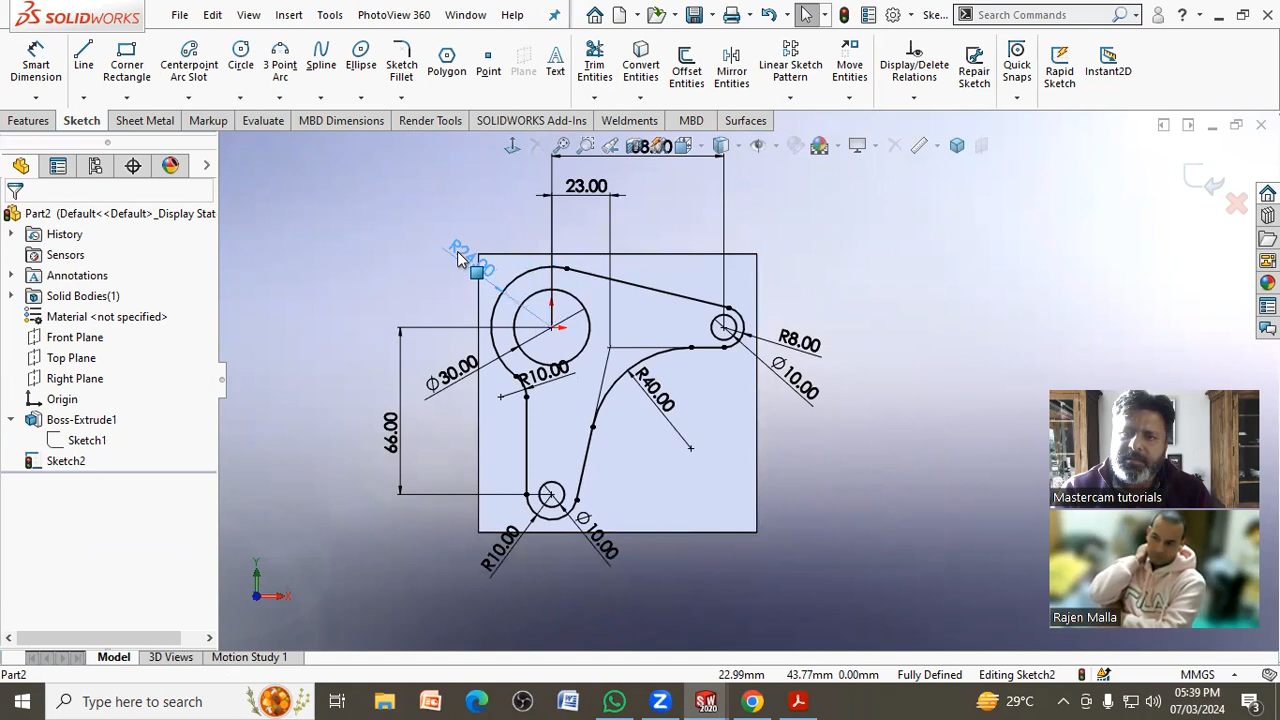 SOLIDWORKS
File
Edit
View
Insert
Tools
PhotoView 360
Window
Help
Ske...
Search Commands
Smart Dimension
Line
Corner Rectangle
Centerpoint Arc Slot
Circle
3 Point Arc
Spline
Ellipse
Sketch Fillet
Polygon
Point
Plane
Text
Trim Entities
Convert Entities
Offset Entities
Mirror Entities
Linear Sketch Pattern
Move Entities
Display/Delete Relations
Repair Sketch
Quick Snaps
Rapid Sketch
Instant2D
Features
Sketch
Sheet Metal
Markup
Evaluate
MBD Dimensions
Render Tools
SOLIDWORKS Add-Ins
Weldments
MBD
Surfaces
Part2 (Default<<Default>_Display Stat
History
Sensors
Annotations
Solid Bodies(1)
Material <not specified>
Front Plane
Top Plane
Right Plane
Origin
Boss-Extrude1
Sketch1
Sketch2
23.00
R24.00
R8.00
Ø10.00
Ø30.00
R10.00
R40.00
66.00
R10.00
Ø10.00
Y
X
Mastercam tutorials
FILA
Rajen Malla
Model
3D Views
Motion Study 1
Part2
22.99mm
43.77mm
0.00mm
Fully Defined
Editing Sketch2
MMGS
Type here to search
SW
2020
29°C
05:39 PM
07/03/2024
3